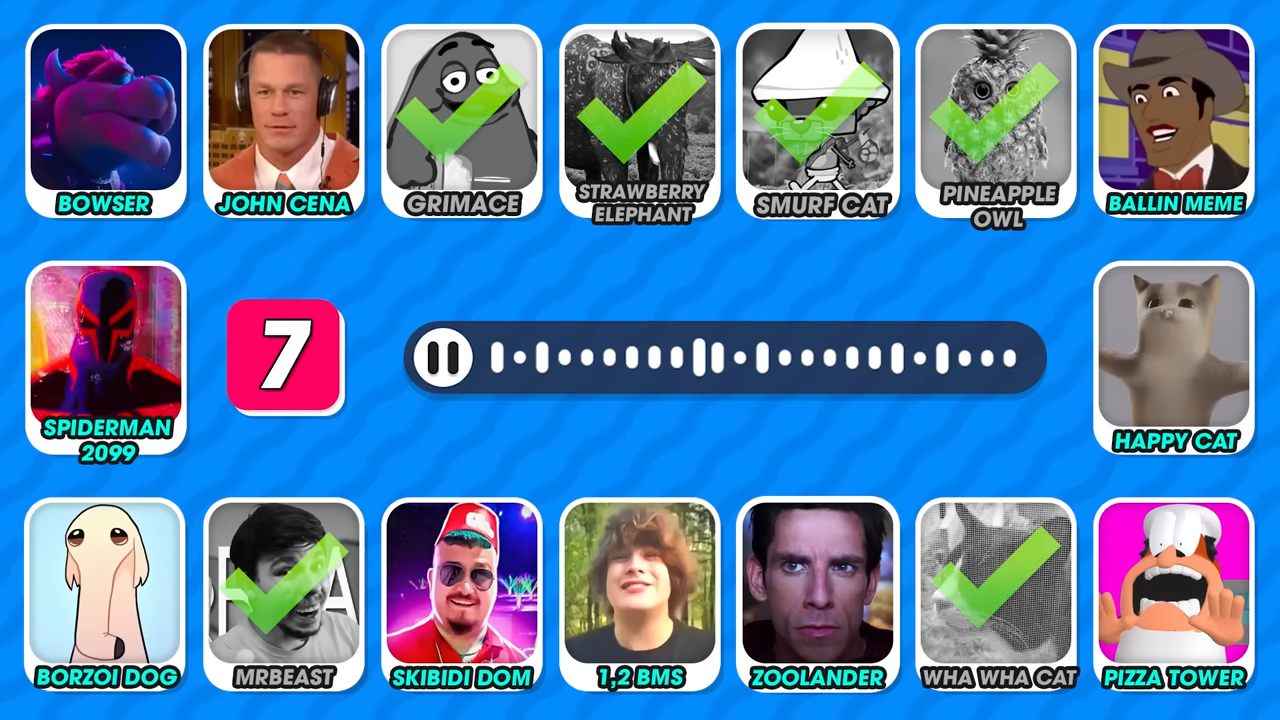 BOWSER
JOHN CENA
GRIMACE
STRAWBERRY
ELEPHANT
SMURF CAT
PINEAPPLE
OWL
BALLIN MEME
SPIDERMAN
2099
7
HAPPY CAT
BORZOI DOG
MRBEAST
SKIBIDI DOM
1,2 BMS
ZOOLANDER
WHA WHA CAT
PIZZA TOWER